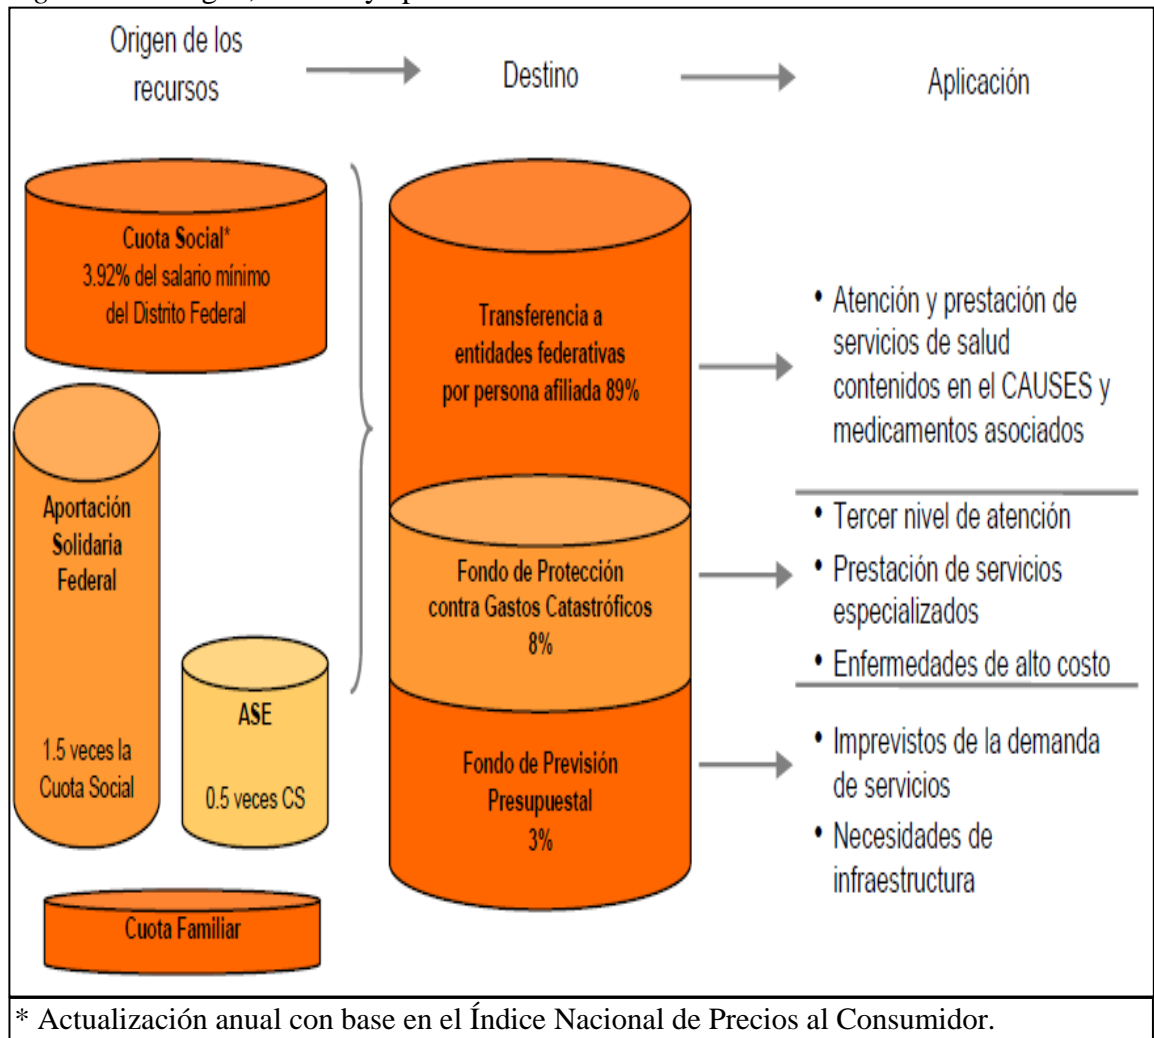 Origen de los
recursos
Destino
Aplicación
Cuota Social*
3.92% del salario mínimo
del Distrito Federal
Aportación
Solidaria
Federal
1.5 veces la
Cuota Social
ASE
0.5 veces CS
Cuota Familiar
Transferencia a
entidades federativas
por persona afiliada 89%
Fondo de Protección
contra Gastos Catastróficos
8%
Fondo de Previsión
Presupuestal
3%
• Atención y prestación de
servicios de salud
contenidos en el CAUSES y
medicamentos asociados
• Tercer nivel de atención
• Prestación de servicios
especializados
• Enfermedades de alto costo
• Imprevistos de la demanda
de servicios
• Necesidades de
infraestructura
* Actualización anual con base en el Índice Nacional de Precios al Consumidor.